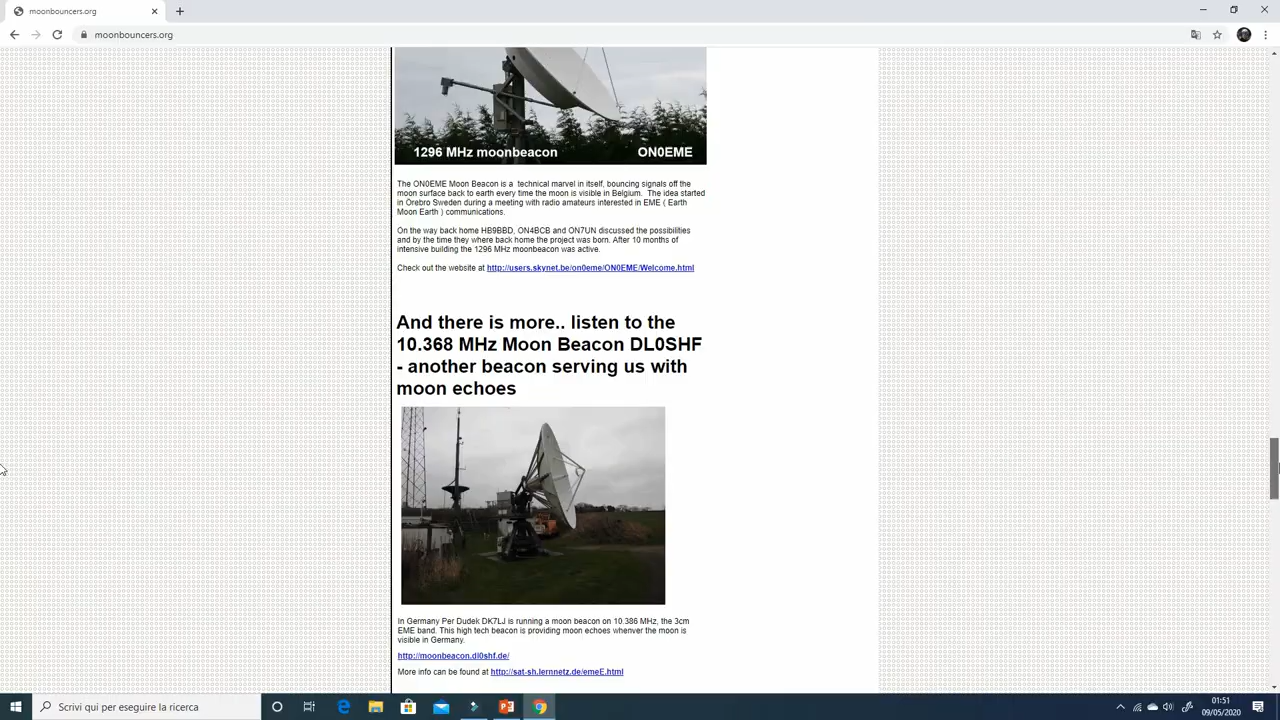 moonbouncers.org
moonbouncers.org
1296 MHz moonbeacon ON0EME
The ON0EME Moon Beacon is a technical marvel in itself, bouncing signals off the
moon surface back to earth every time the moon is visible in Belgium. The idea started
in Örebro Sweden during a meeting with radio amateurs interested in EME ( Earth
Moon Earth ) communications.
On the way back home HB9BBD, ON4BCB and ON7UN discussed the possibilities
and by the time they where back home the project was born. After 10 months of
intensive building the 1296 MHz moonbeacon was active.
Check out the website at http://users.skynet.be/on0eme/ON0EME/Welcome.html
And there is more.. listen to the
10.368 MHz Moon Beacon DL0SHF
- another beacon serving us with
moon echoes
In Germany Per Dudek DK7LJ is running a moon beacon on 10.386 MHz, the 3cm
EME band. This high tech beacon is providing moon echoes whenver the moon is
visible in Germany.
http://moonbeacon.dl0shf.de/
More info can be found at http://sat-sh.lernnetz.de/emeE.html
Scrivi qui per eseguire la ricerca
01:51
09/05/2020